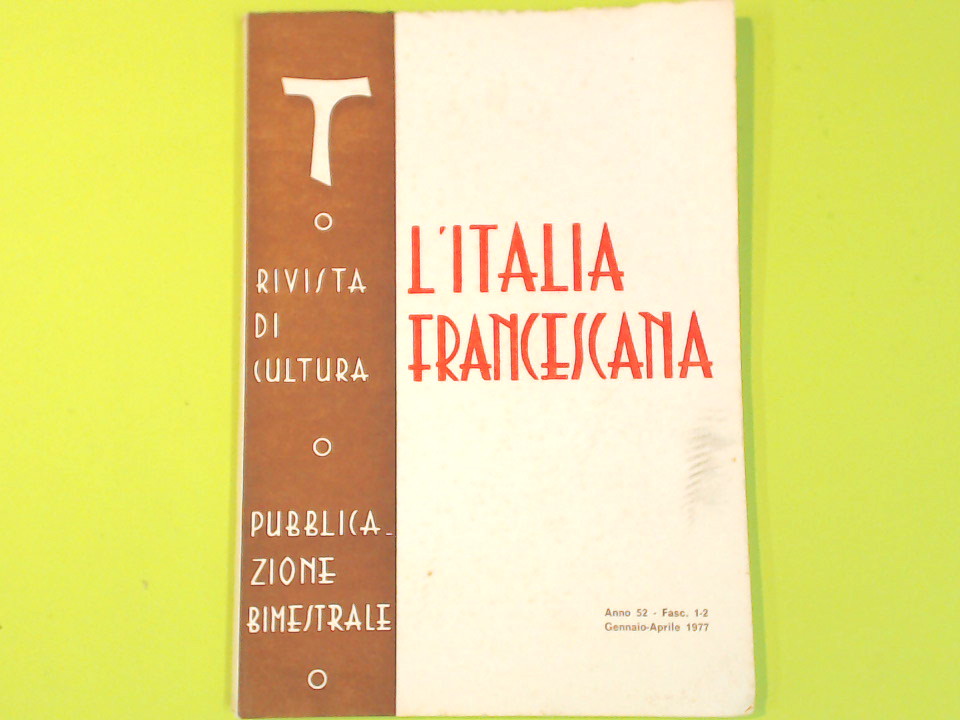 T
RIVISTA
DI
CULTURA
PUBBLICA-
ZIONE
BIMESTRALE
L'ITALIA
FRANCESCANA
Anno 52 - Fasc. 1-2
Gennaio-Aprile 1977